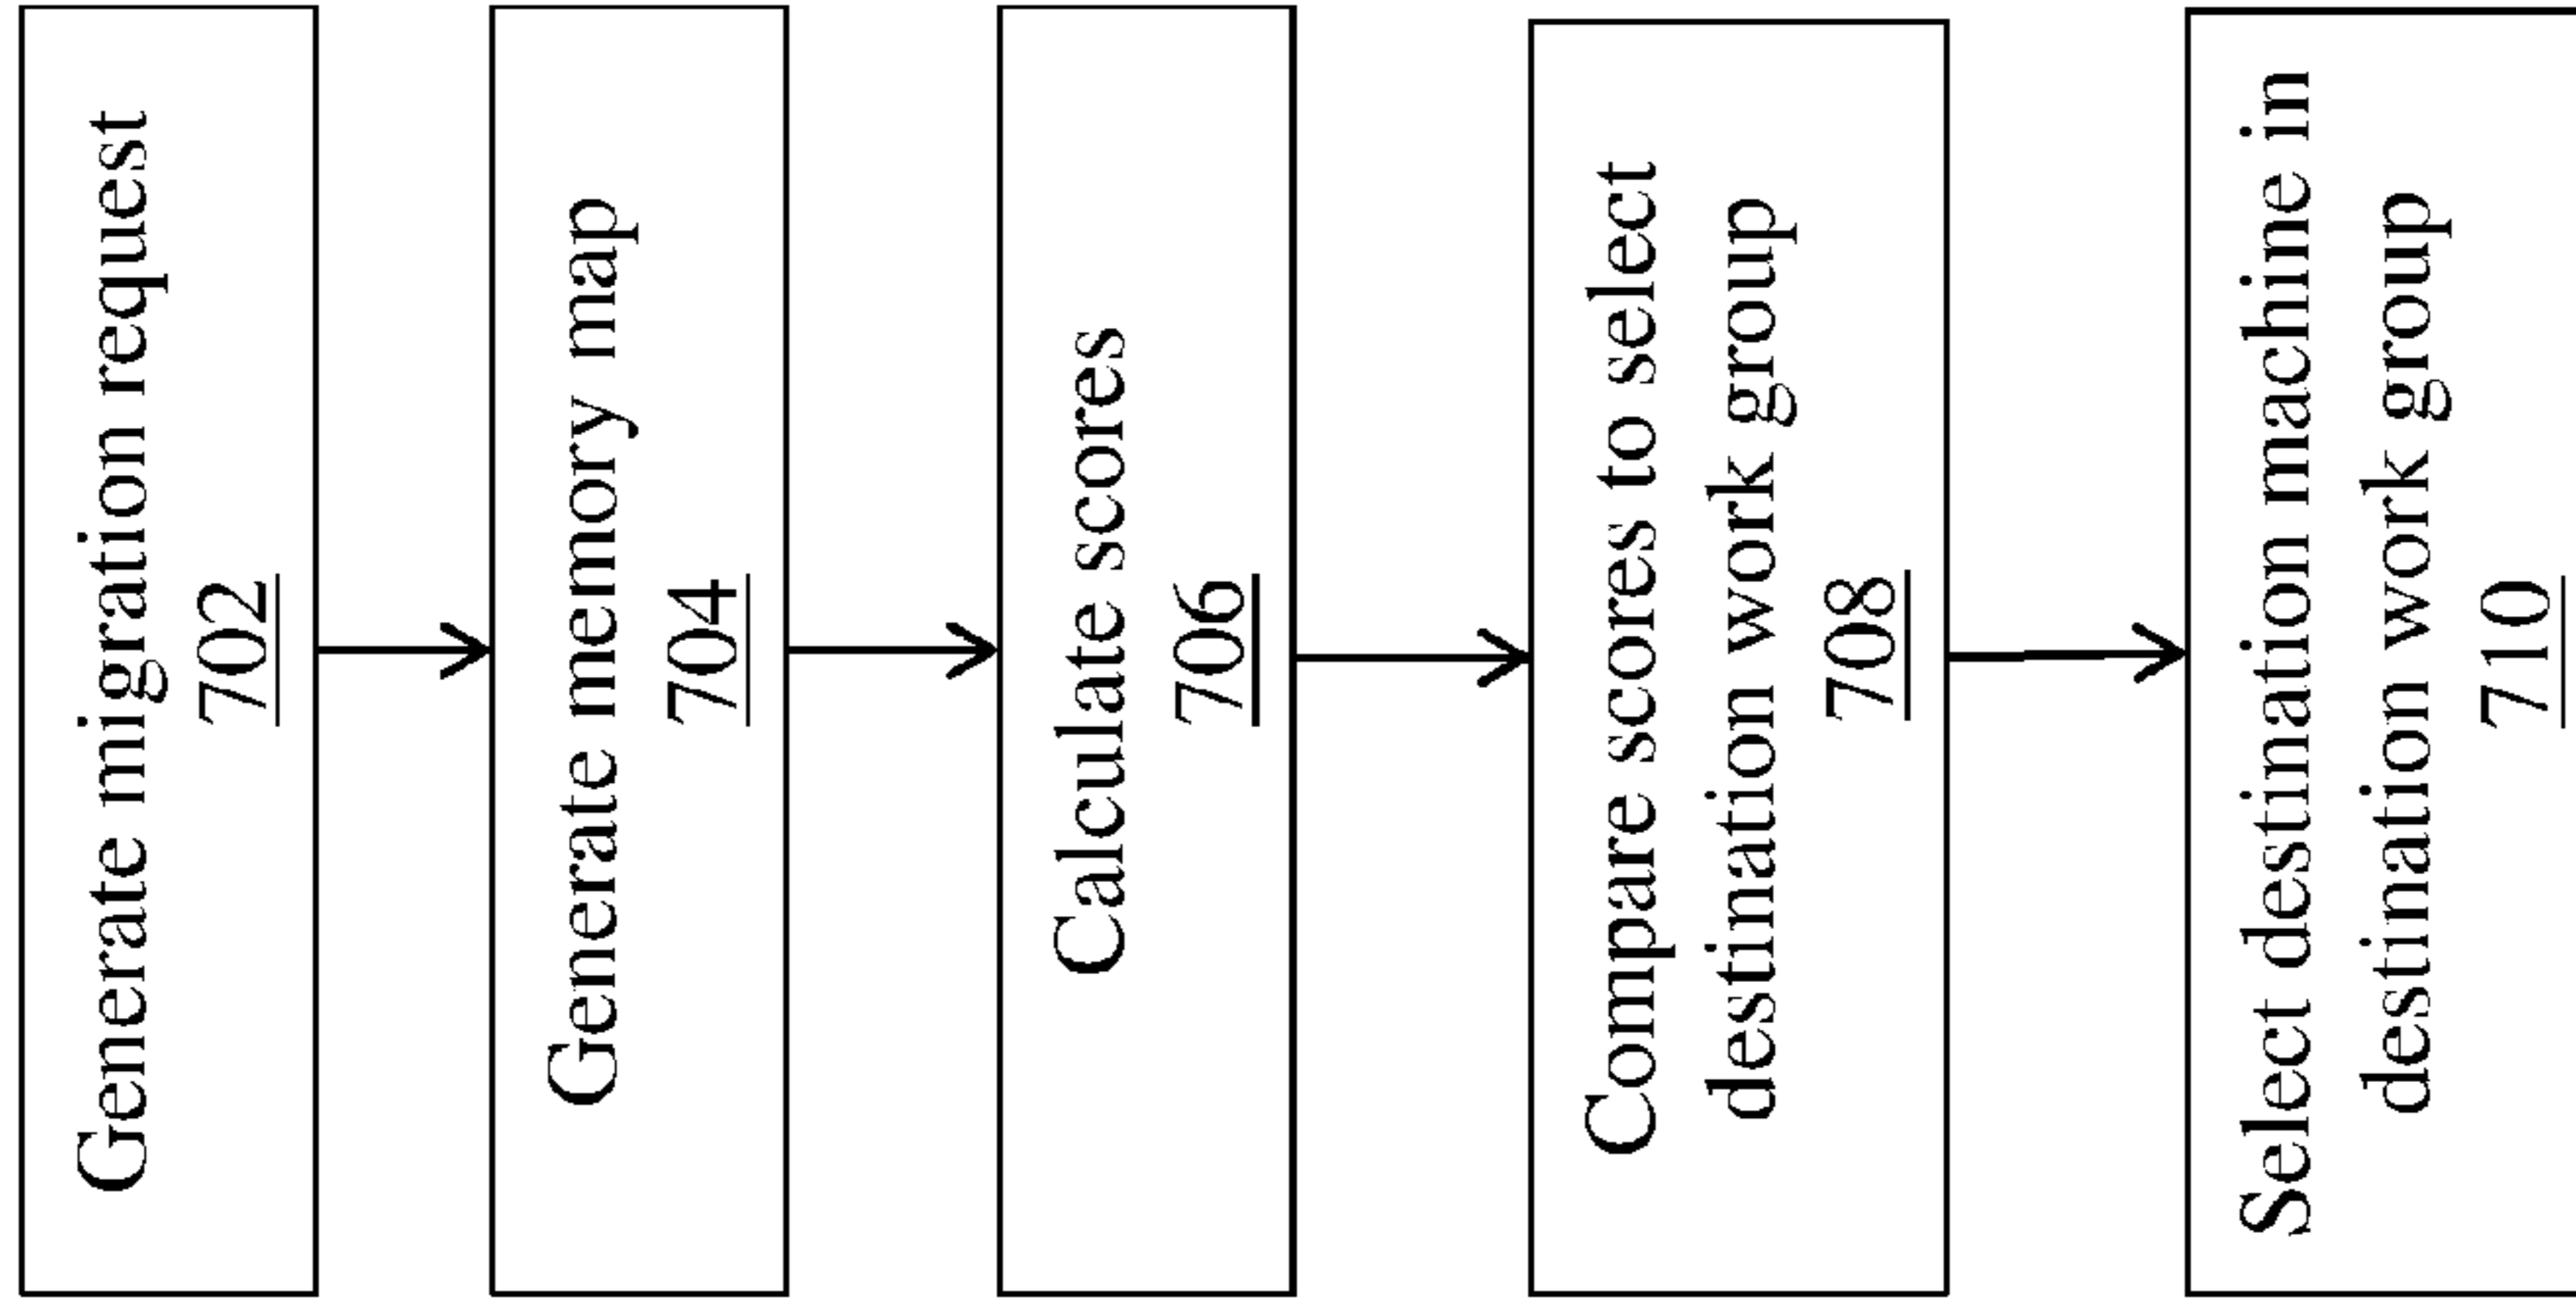 Generate migration request
702
Generate memory map
704
Calculate scores
706
Compare scores to select
destination work group
708
Select destination machine in
destination work group
710